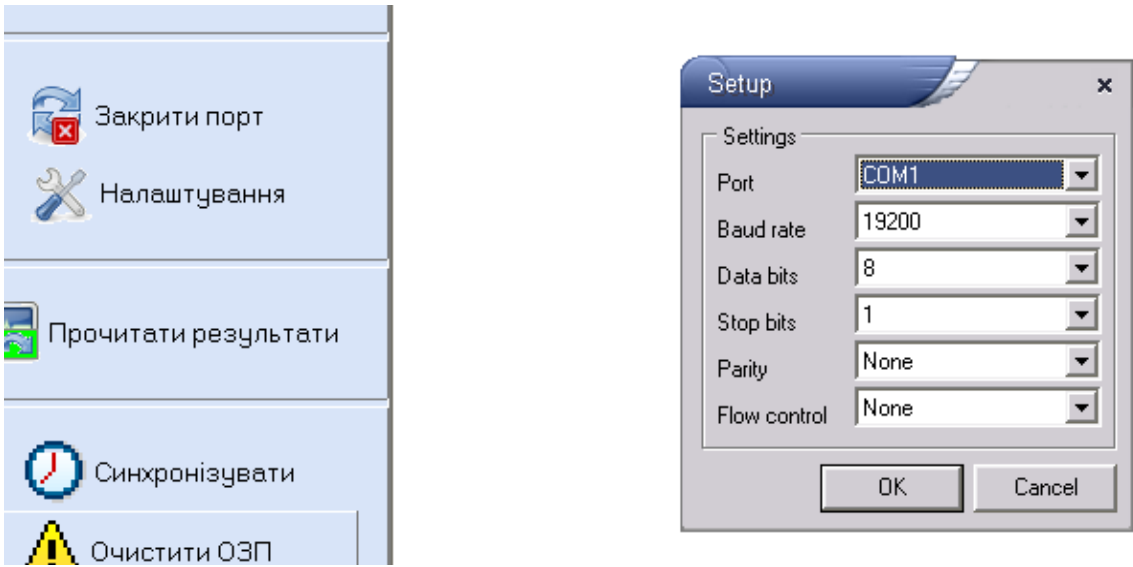 Закрити порт
Налаштування
Прочитати результати
Синхронізувати
Очистити ОЗП
Setup
Settings
Port COM1
Baud rate 19200
Data bits 8
Stop bits 1
Parity None
Flow control None
OK Cancel